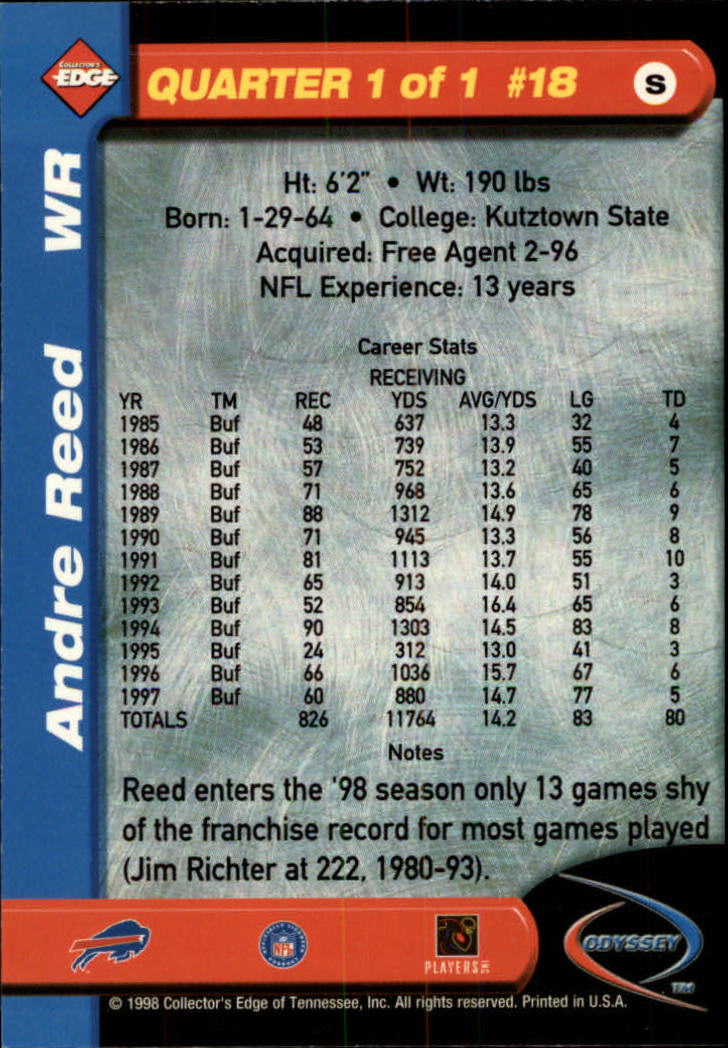 COLLECTOR'S
EDGE
QUARTER 1 of 1 #18
S
Andre Reed WR
Ht: 6'2" • Wt: 190 lbs
Born: 1-29-64 • College: Kutztown State
Acquired: Free Agent 2-96
NFL Experience: 13 years
Career Stats
RECEIVING
YR TM REC YDS AVG/YDS LG TD
1985 Buf 48 637 13.3 32 4
1986 Buf 53 739 13.9 55 7
1987 Buf 57 752 13.2 40 5
1988 Buf 71 968 13.6 65 6
1989 Buf 88 1312 14.9 78 9
1990 Buf 71 945 13.3 56 8
1991 Buf 81 1113 13.7 55 10
1992 Buf 65 913 14.0 51 3
1993 Buf 52 854 16.4 65 6
1994 Buf 90 1303 14.5 83 8
1995 Buf 24 312 13.0 41 3
1996 Buf 66 1036 15.7 67 6
1997 Buf 60 880 14.7 77 5
TOTALS 826 11764 14.2 83 80
Notes
Reed enters the '98 season only 13 games shy
of the franchise record for most games played
(Jim Richter at 222, 1980-93).
NFL
PLAYERS INC
ODYSSEY
TM
© 1998 Collector's Edge of Tennessee, Inc. All rights reserved. Printed in U.S.A.